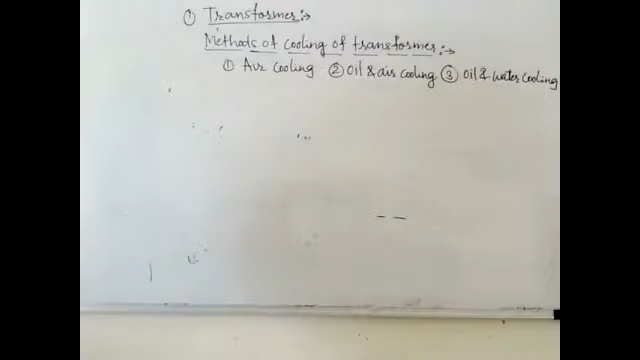 ① Transformer:→
Methods of cooling of transformer:→
① Air cooling ② Oil & air cooling ③ Oil & water cooling